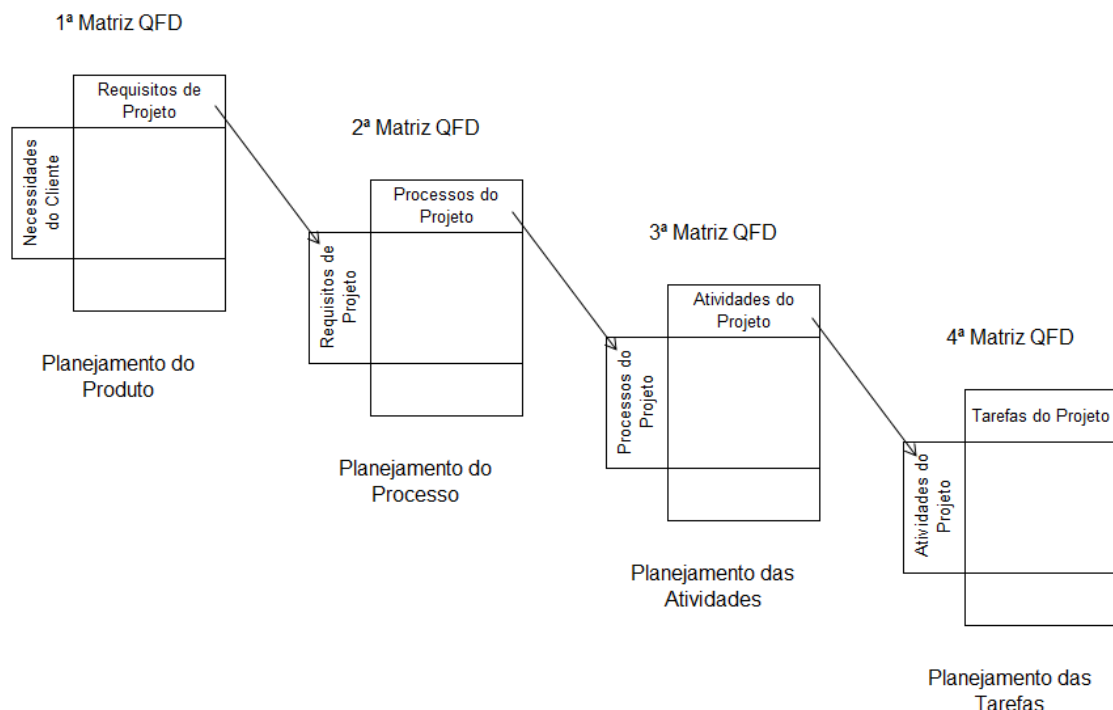 1ª Matriz QFD
Requisitos de
Projeto
Necessidades
do Cliente
Planejamento do
Produto
2ª Matriz QFD
Processos do
Projeto
Requisitos de
Projeto
Planejamento do
Processo
3ª Matriz QFD
Atividades do
Projeto
Processos do
Projeto
Planejamento das
Atividades
4ª Matriz QFD
Tarefas do Projeto
Atividades do
Projeto
Planejamento das
Tarefas